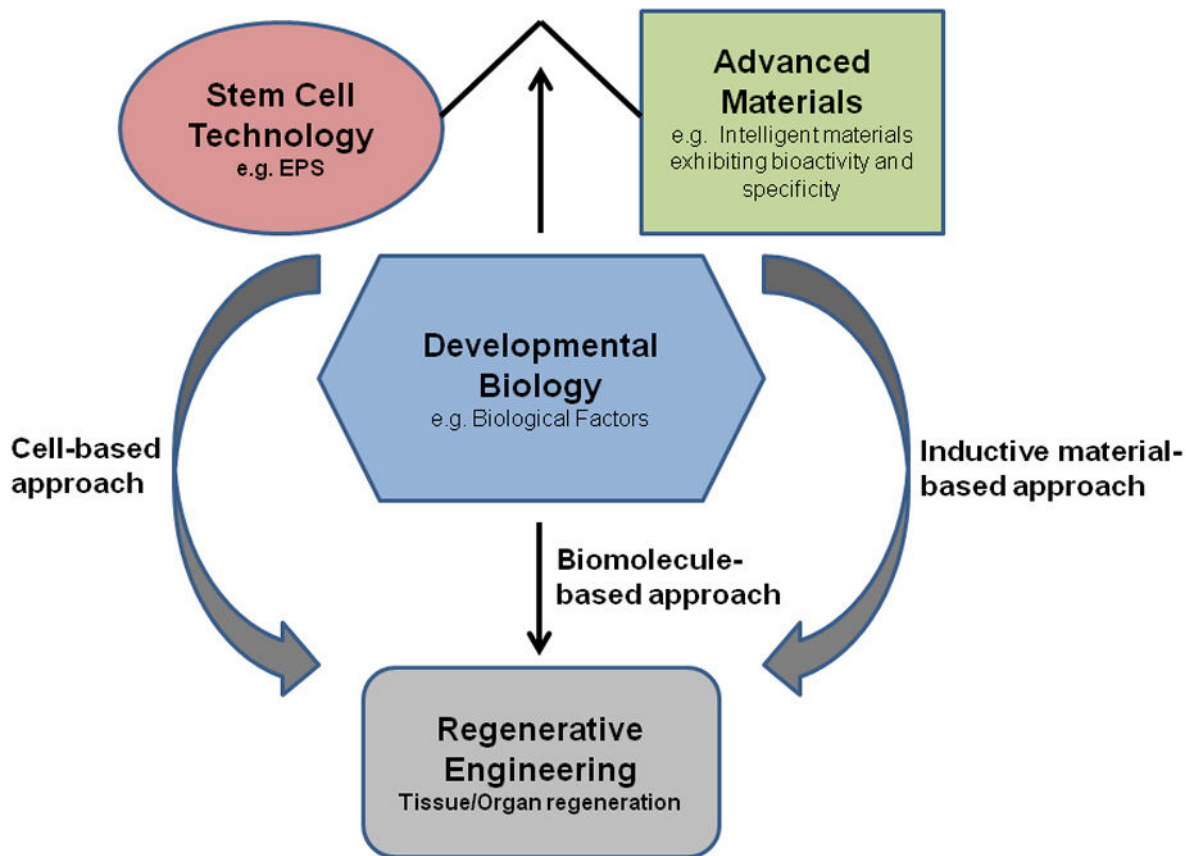 Stem Cell
Technology
e.g. EPS
Advanced
Materials
e.g. Intelligent materials
exhibiting bioactivity and
specificity
Developmental
Biology
e.g. Biological Factors
Cell-based
approach
Inductive material-
based approach
Biomolecule-
based approach
Regenerative
Engineering
Tissue/Organ regeneration